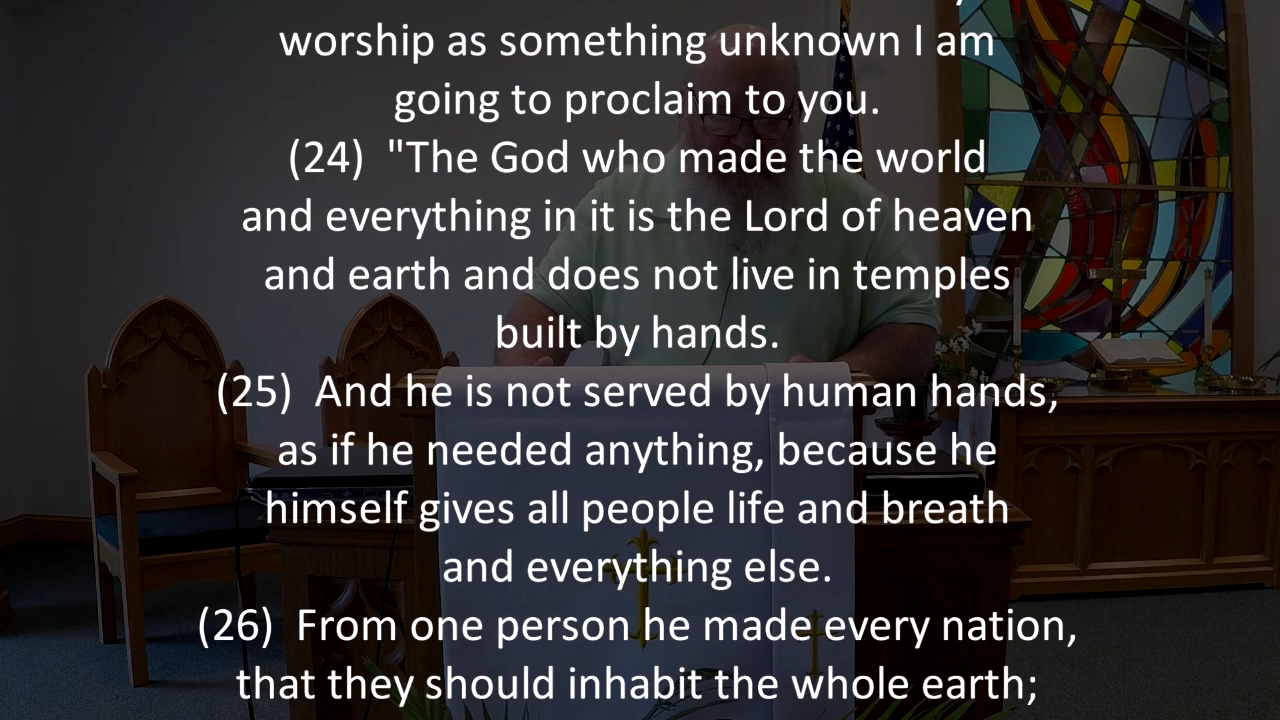 worship as something unknown I am
going to proclaim to you.
(24) "The God who made the world
and everything in it is the Lord of heaven
and earth and does not live in temples
built by hands.
(25) And he is not served by human hands,
as if he needed anything, because he
himself gives all people life and breath
and everything else.
(26) From one person he made every nation,
that they should inhabit the whole earth;